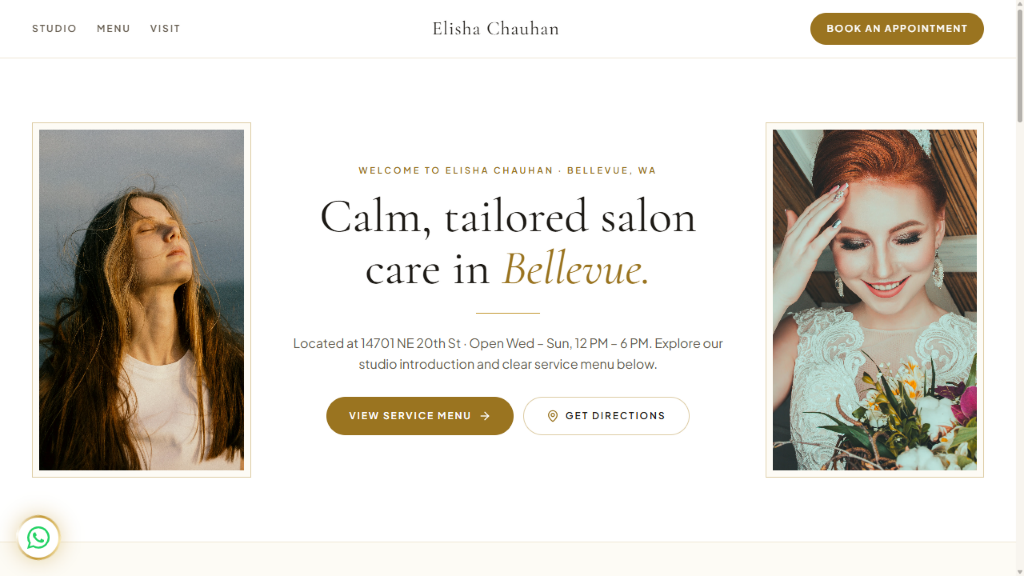 STUDIO MENU VISIT
Elisha Chauhan
BOOK AN APPOINTMENT
WELCOME TO ELISHA CHAUHAN · BELLEVUE, WA
Calm, tailored salon
care in Bellevue.
Located at 14701 NE 20th St · Open Wed – Sun, 12 PM – 6 PM. Explore our
studio introduction and clear service menu below.
VIEW SERVICE MENU →
GET DIRECTIONS